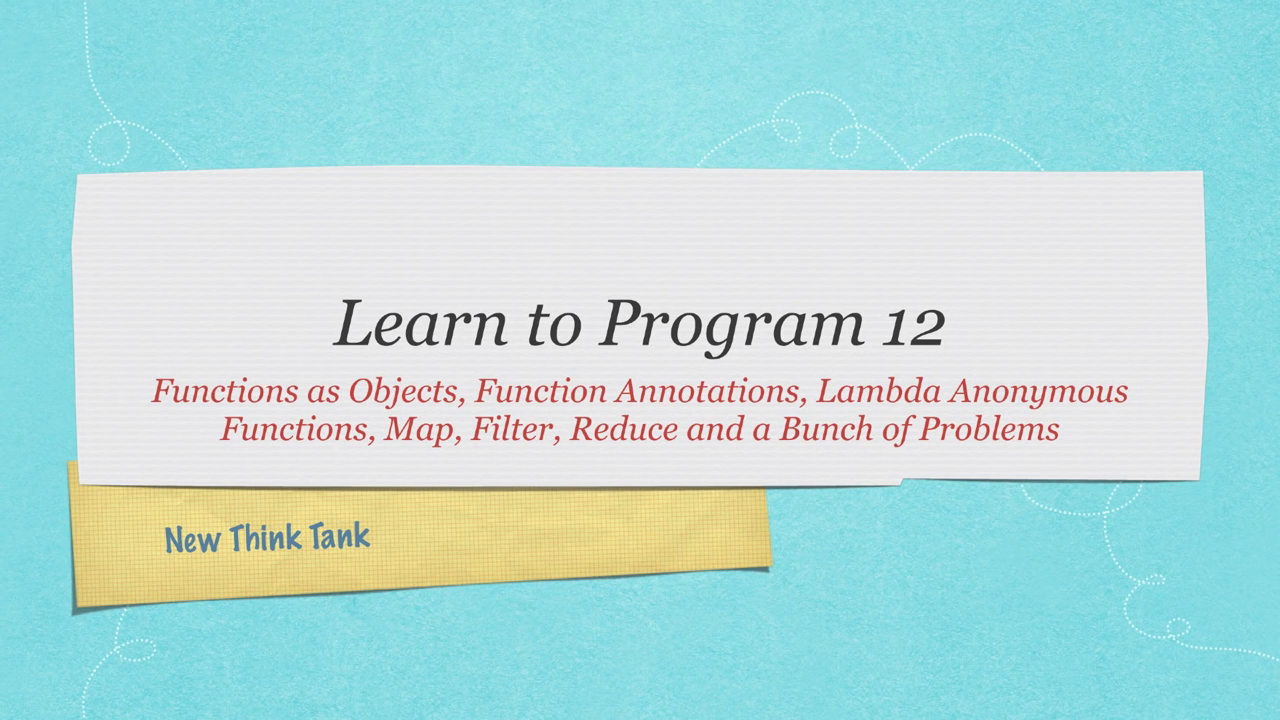 Learn to Program 12
Functions as Objects, Function Annotations, Lambda Anonymous
Functions, Map, Filter, Reduce and a Bunch of Problems
New Think Tank